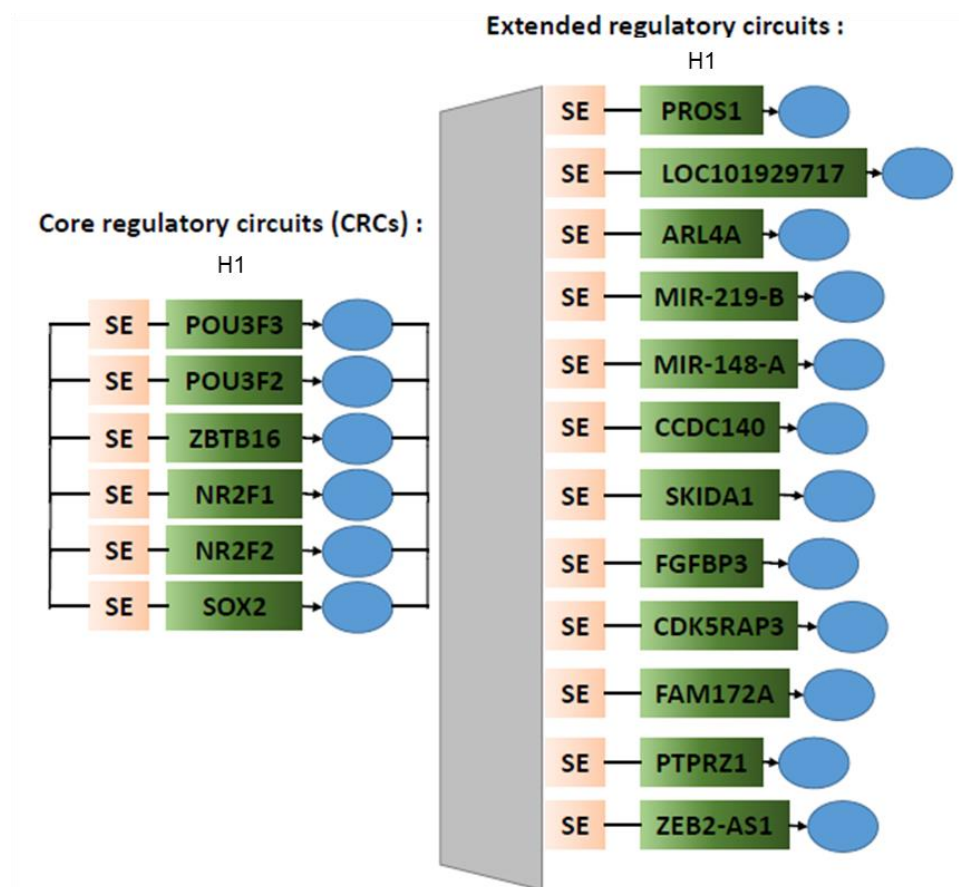 Extended regulatory circuits :
H1
SE PROS1
SE LOC101929717
SE ARL4A
SE MIR-219-B
SE MIR-148-A
SE CCDC140
SE SKIDA1
SE FGFBP3
SE CDK5RAP3
SE FAM172A
SE PTPRZ1
SE ZEB2-AS1
Core regulatory circuits (CRCs) :
H1
SE POU3F3
SE POU3F2
SE ZBTB16
SE NR2F1
SE NR2F2
SE SOX2